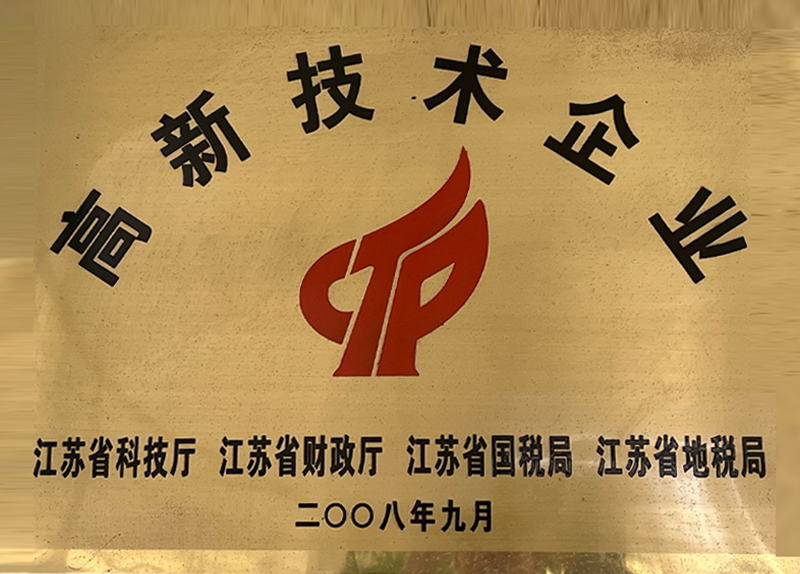 高新技术企业
CTP
江苏省科技厅 江苏省财政厅 江苏省国税局 江苏省地税局
二〇〇八年九月